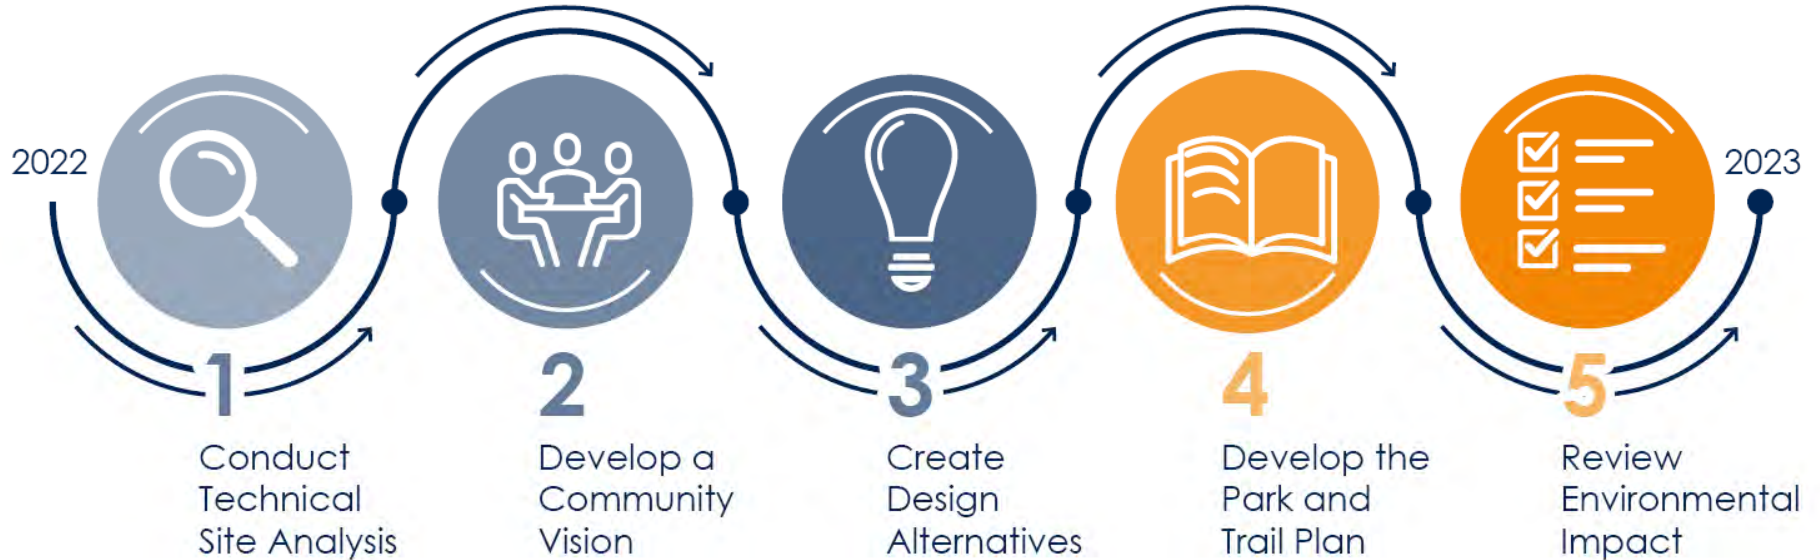 2022
2023
1
Conduct
Technical
Site Analysis
2
Develop a
Community
Vision
3
Create
Design
Alternatives
4
Develop the
Park and
Trail Plan
5
Review
Environmental
Impact